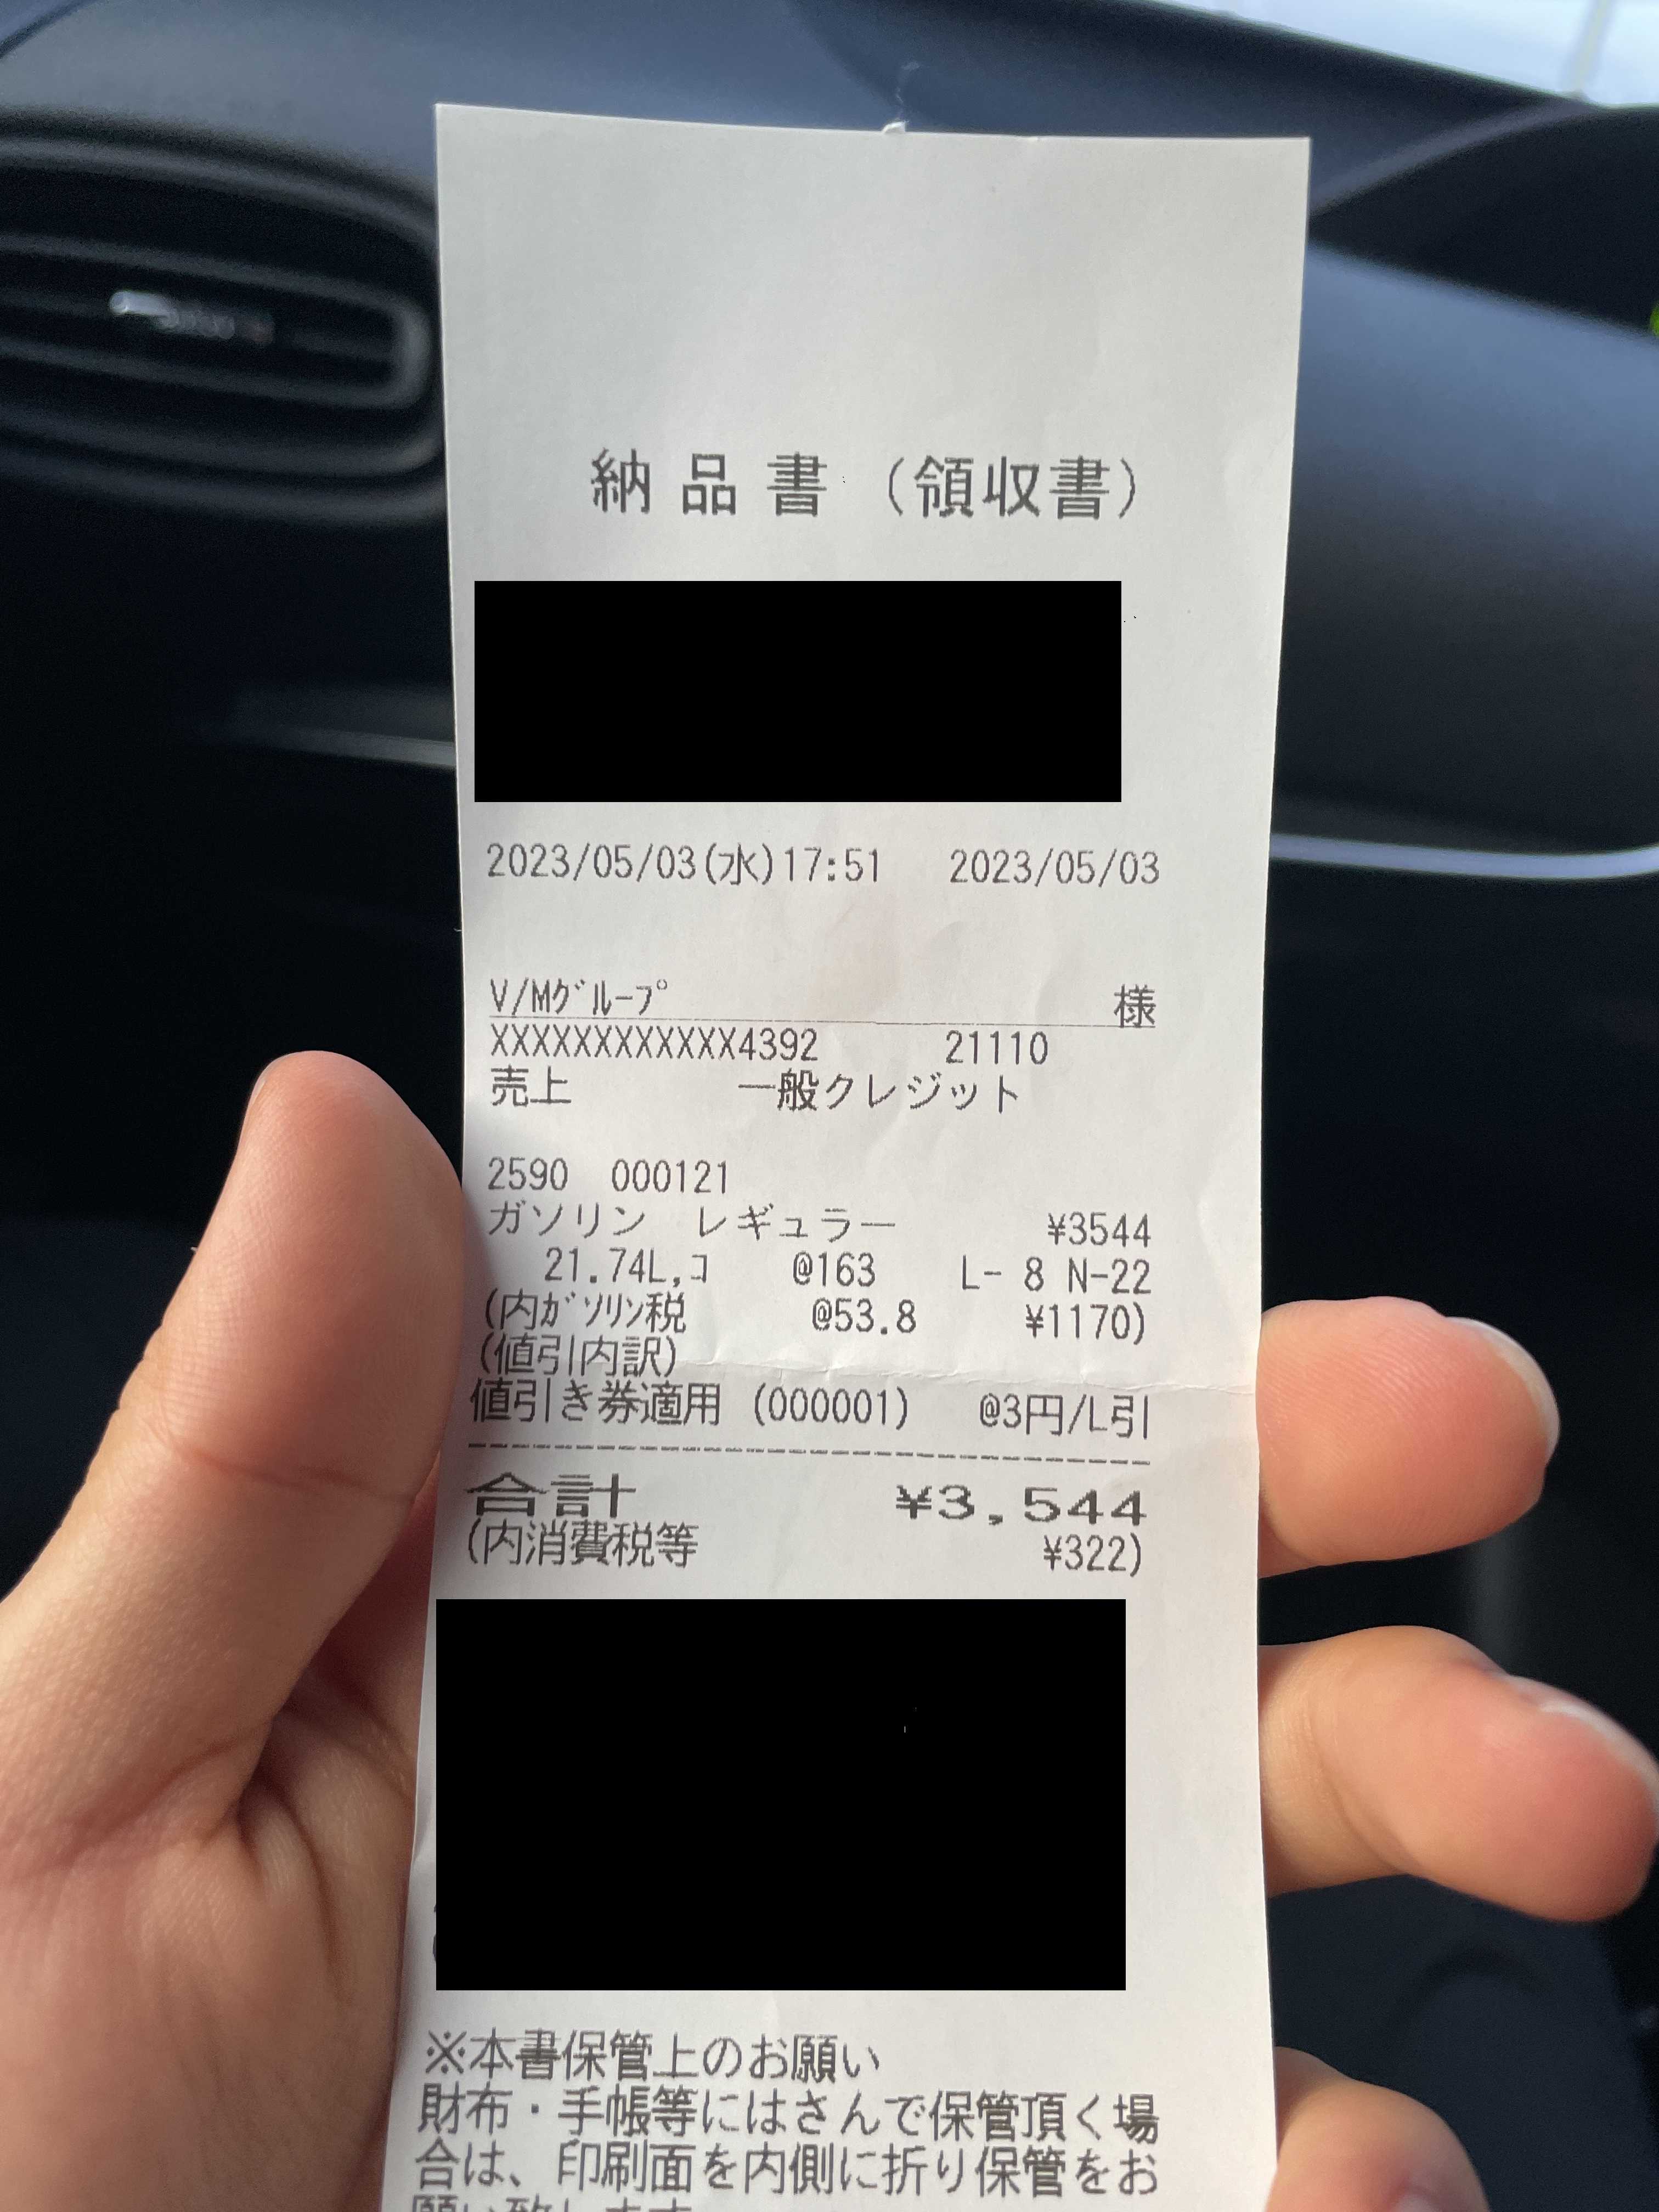 納品書（領収書）
2023/05/03(水)17:51 2023/05/03
V/Mｸﾞﾙｰﾌﾟ 様
XXXXXXXXXXXX4392 21110
売上 一般クレジット
2590 000121
ガソリン レギュラー ¥3544
21.74L,ｺ @163 L- 8 N-22
(内ｶﾞｿﾘﾝ税 @53.8 ¥1170)
(値引内訳)
値引き券適用 (000001) @3円/L引
合計 ¥3,544
(内消費税等 ¥322)
※本書保管上のお願い
財布・手帳等にはさんで保管頂く場
合は、印刷面を内側に折り保管をお
願い致します